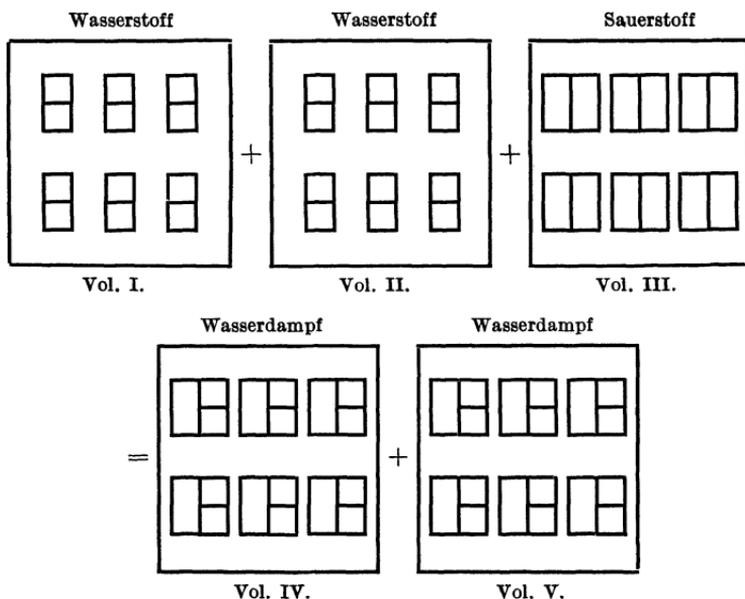 Wasserstoff Wasserstoff Sauerstoff
+ +
Vol. I. Vol. II. Vol. III.
Wasserdampf Wasserdampf
= +
Vol. IV. Vol. V.